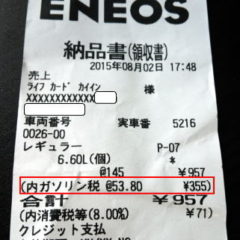 ENEOS
納品書(領収書)
2015年08月02日 17:48
売上
ライフ カード カイイン
XXXXXXXXXXXX 様
車両番号 実車番 5216
0026-00
レギュラー P-07
6.60L(個) *
@145 ¥957
(内ガソリン税 @53.80 ¥355)
合計 ¥957
(内消費税等(8.00%) ¥71)
クレジット支払